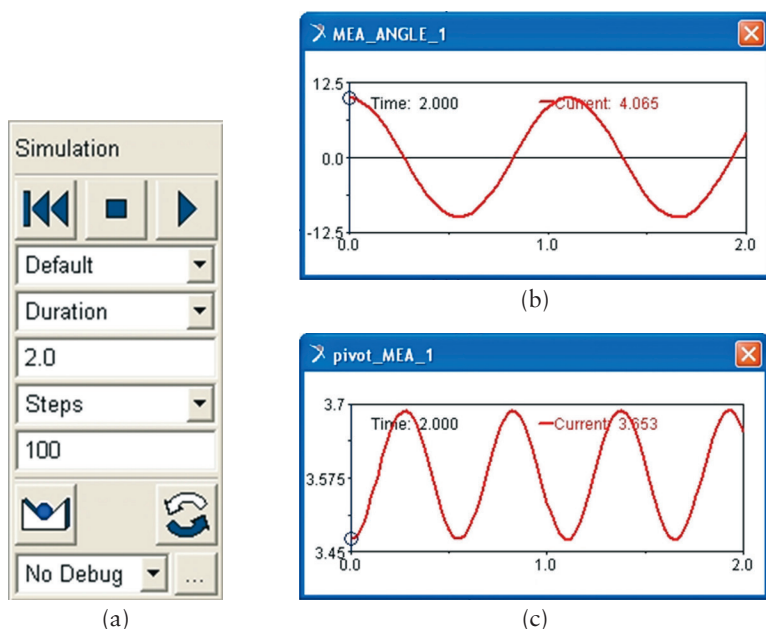 Simulation
Default
Duration
2.0
Steps
100
No Debug
...
(a)
MEA_ANGLE_1
12.5
Time: 2.000
Current: 4.065
0.0
-12.5
0.0
1.0
2.0
(b)
pivot_MEA_1
3.7
Time: 2.000
Current: 3.653
3.575
3.45
0.0
1.0
2.0
(c)